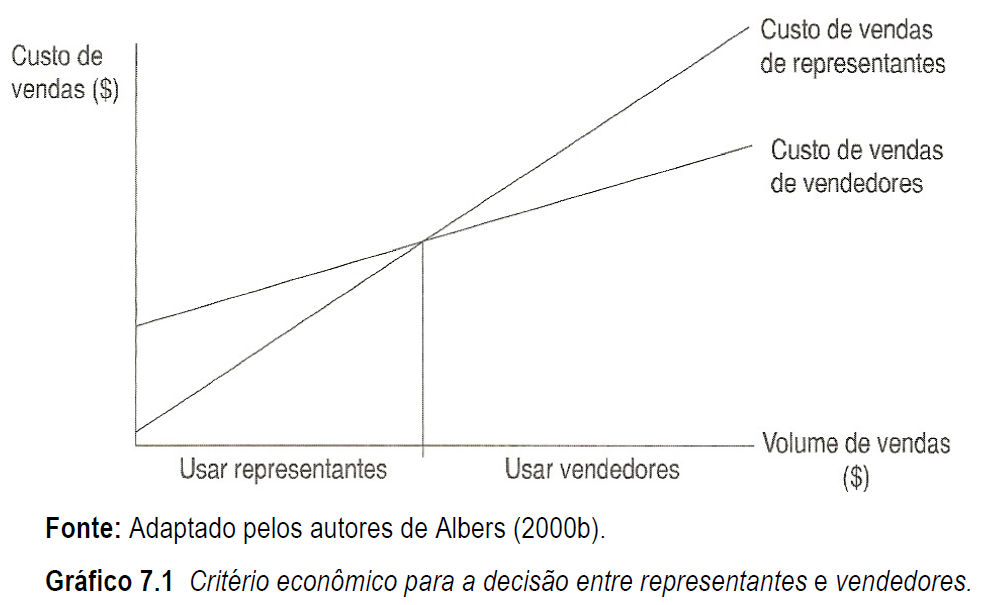 Custo de
vendas ($)
Custo de vendas
de representantes
Custo de vendas
de vendedores
Volume de vendas
($)
Usar representantes
Usar vendedores
Fonte: Adaptado pelos autores de Albers (2000b).
Gráfico 7.1 Critério econômico para a decisão entre representantes e vendedores.